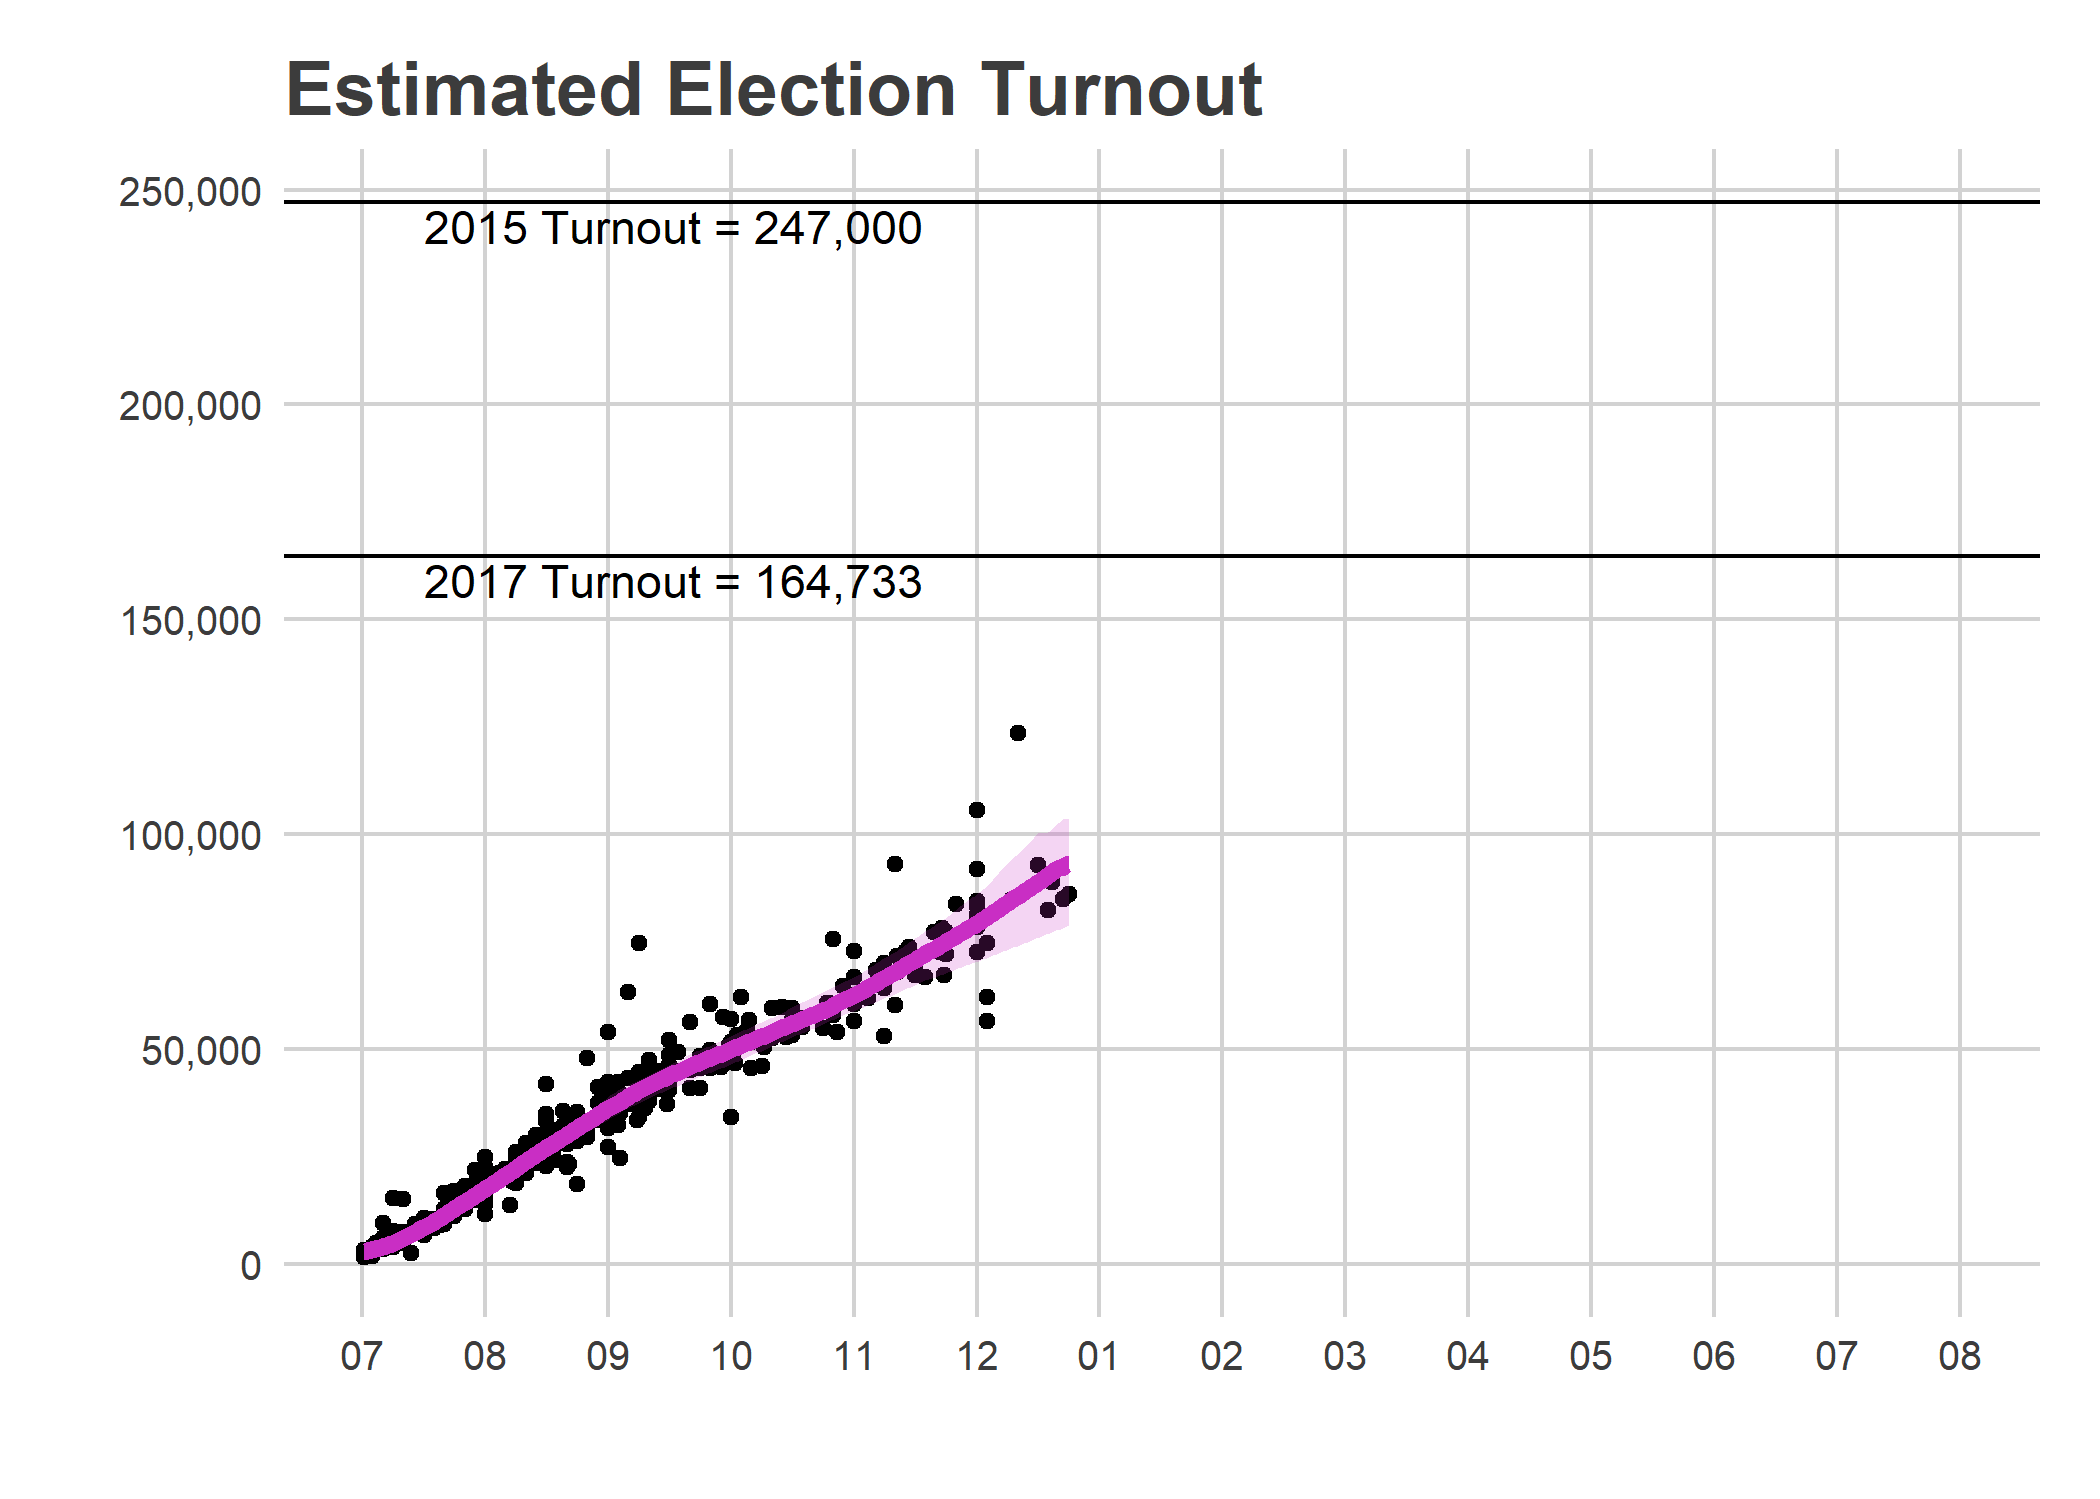 Estimated Election Turnout
250,000
2015 Turnout = 247,000
200,000
2017 Turnout = 164,733
150,000
100,000
50,000
0
07 08 09 10 11 12 01 02 03 04 05 06 07 08